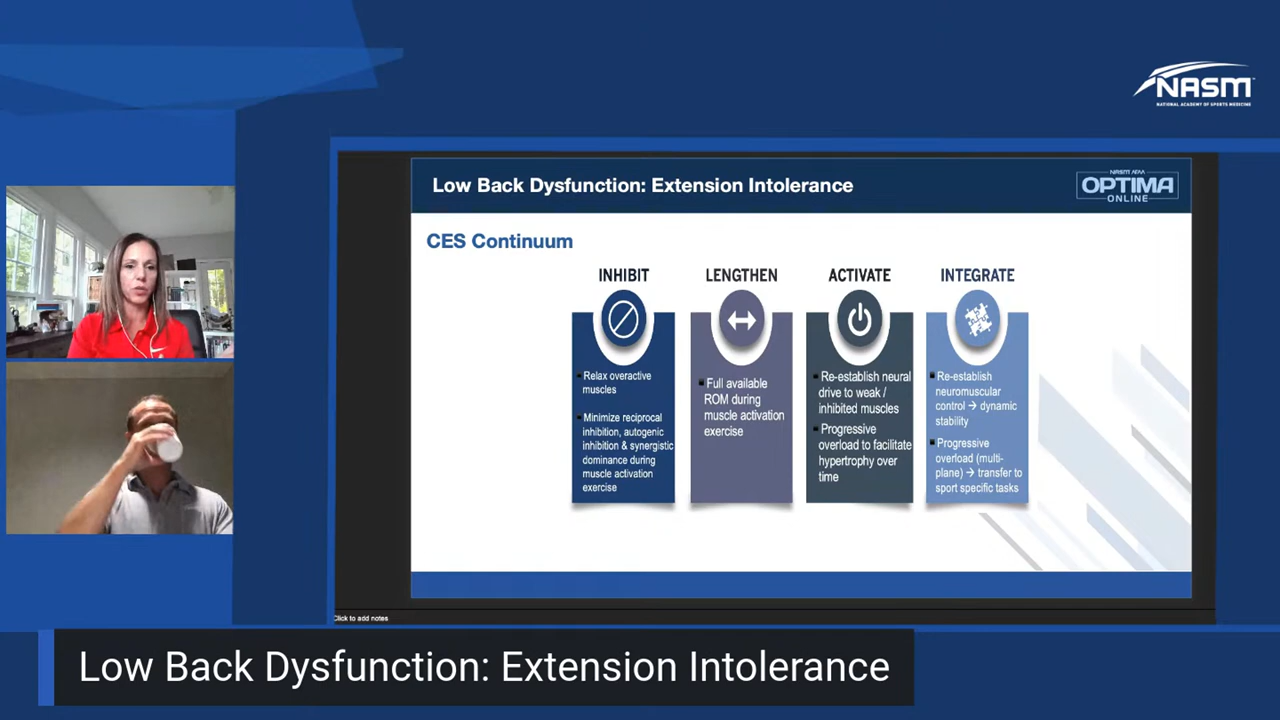 NASM
NATIONAL ACADEMY OF SPORTS MEDICINE
Low Back Dysfunction: Extension Intolerance
NASM AFAA
OPTIMA
ONLINE
CES Continuum
INHIBIT
Relax overactive
muscles
Minimize reciprocal
inhibition, autogenic
inhibition & synergistic
dominance during
muscle activation
exercise
LENGTHEN
Full available
ROM during
muscle activation
exercise
ACTIVATE
Re-establish neural
drive to weak /
inhibited muscles
Progressive
overload to facilitate
hypertrophy over
time
INTEGRATE
Re-establish
neuromuscular
control → dynamic
stability
Progressive
overload (multi-
plane) → transfer to
sport specific tasks
Click to add notes
Low Back Dysfunction: Extension Intolerance